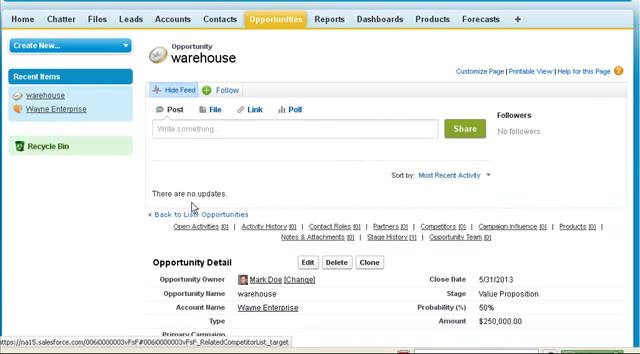 Home Chatter Files Leads Accounts Contacts Opportunities Reports Dashboards Products Forecasts +
Create New...
Recent Items
warehouse
Wayne Enterprise
Recycle Bin
Opportunity
warehouse
Customize Page | Printable View | Help for this Page ?
Hide Feed Follow
Post File Link Poll
Write something...
Share
Followers
No followers.
Sort by: Most Recent Activity
There are no updates.
« Back to List: Opportunities
Open Activities [0] | Activity History [0] | Contact Roles [0] | Partners [0] | Competitors [0] | Campaign Influence [0] | Products [0] |
Notes & Attachments [0] | Stage History [1] | Opportunity Team [0]
Opportunity Detail Edit Delete Clone
Opportunity Owner Mark Doe [Change] Close Date 5/31/2013
Opportunity Name warehouse Stage Value Proposition
Account Name Wayne Enterprise Probability (%) 50%
Type Amount $250,000.00
Primary Campaign